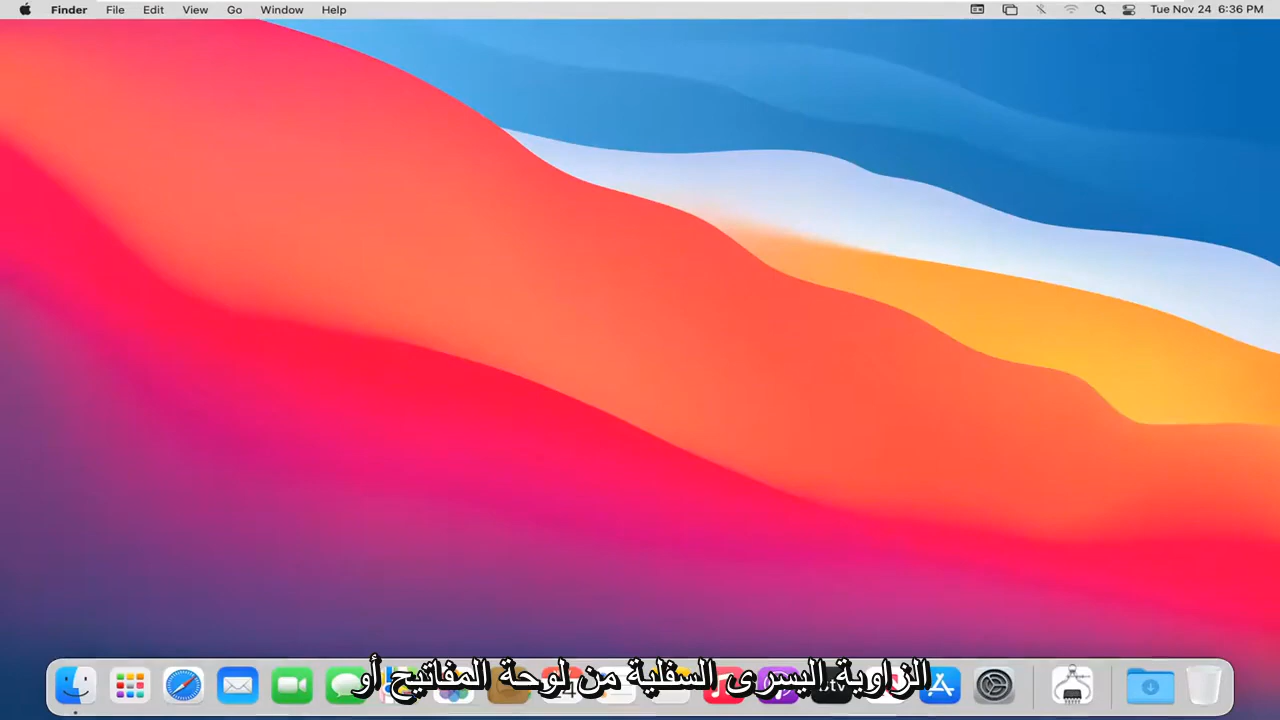 Finder File Edit View Go Window Help Tue Nov 24 6:36 PM
الزاوية اليسرى السفلية من لوحة المفاتيح أو